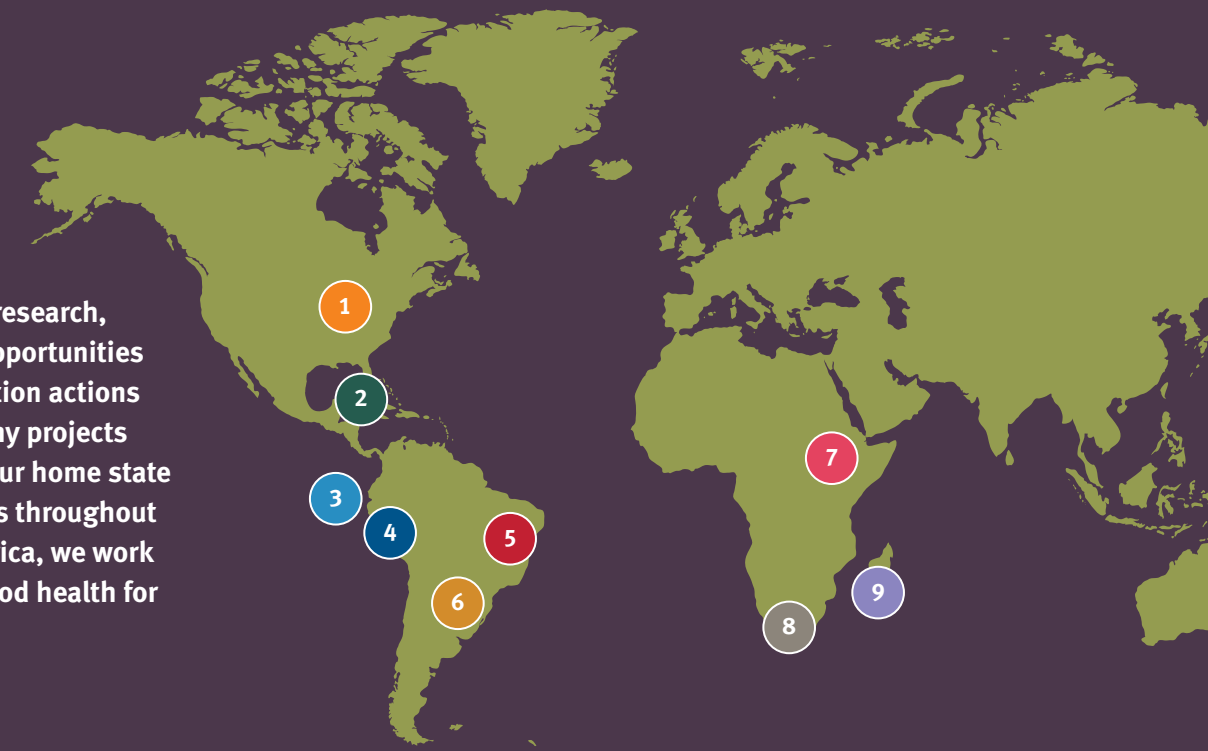 research,
opportunities
tion actions
ny projects
ur home state
s throughout
ica, we work
od health for
1
2
3
4
5
6
7
8
9